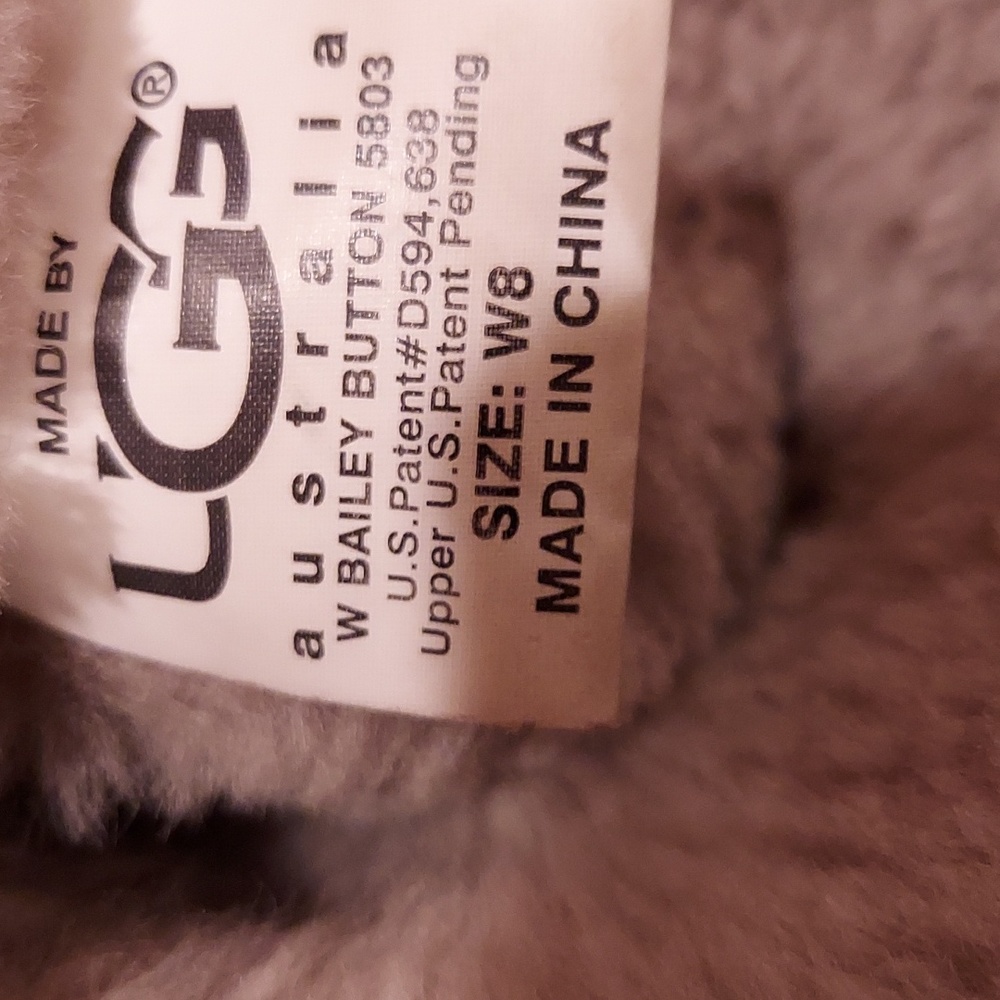 MADE BY
UGG®
australia
W BAILEY BUTTON 5803
U.S.Patent#D594,638
Upper U.S.Patent Pending
SIZE: W8
MADE IN CHINA